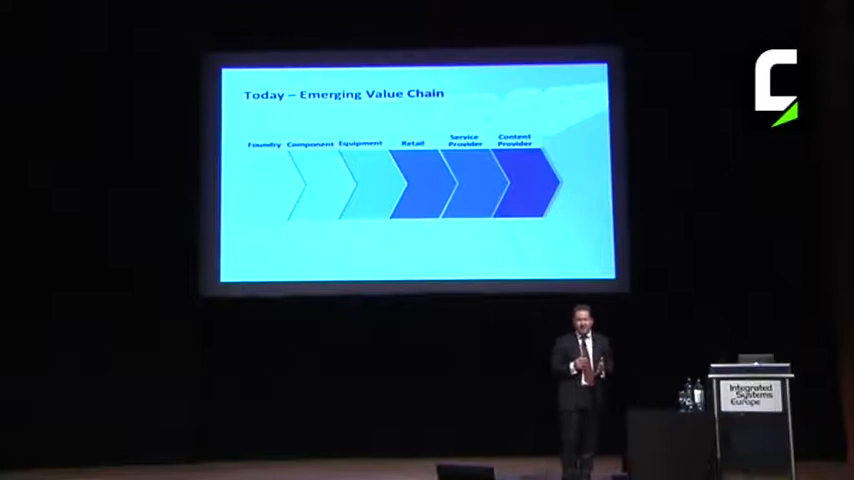 Today – Emerging Value Chain
Foundry Component Equipment Retail Service Provider Content Provider
Integrated
Systems
Europe